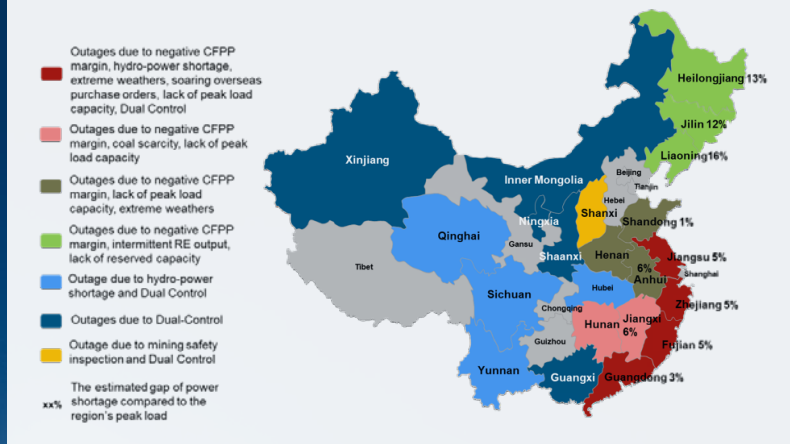 Outages due to negative CFPP
margin, hydro-power shortage,
extreme weathers, soaring overseas
purchase orders, lack of peak load
capacity, Dual Control
Outages due to negative CFPP
margin, coal scarcity, lack of peak
load capacity
Outages due to negative CFPP
margin, lack of peak load
capacity, extreme weathers
Outages due to negative CFPP
margin, intermittent RE output,
lack of reserved capacity
Outage due to hydro-power
shortage and Dual Control
Outages due to Dual-Control
Outage due to mining safety
inspection and Dual Control
xx% The estimated gap of power
shortage compared to the
region's peak load
Heilongjiang 13%
Jilin 12%
Liaoning 16%
Xinjiang
Inner Mongolia
Beijing
Tianjin
Hebei
Ningxia
Shanxi
Shandong 1%
Qinghai
Gansu
Shaanxi
Henan
6%
Jiangsu 5%
Tibet
Anhui
Shanghai
Sichuan
Hubei
Chongqing
Zhejiang 5%
Hunan
Jiangxi
6%
Guizhou
Fujian 5%
Yunnan
Guangxi
Guangdong 3%